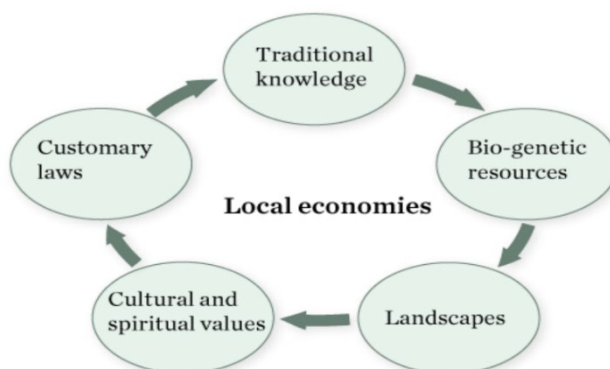 Traditional
knowledge
Customary
laws
Bio-genetic
resources
Local economies
Cultural and
spiritual values
Landscapes